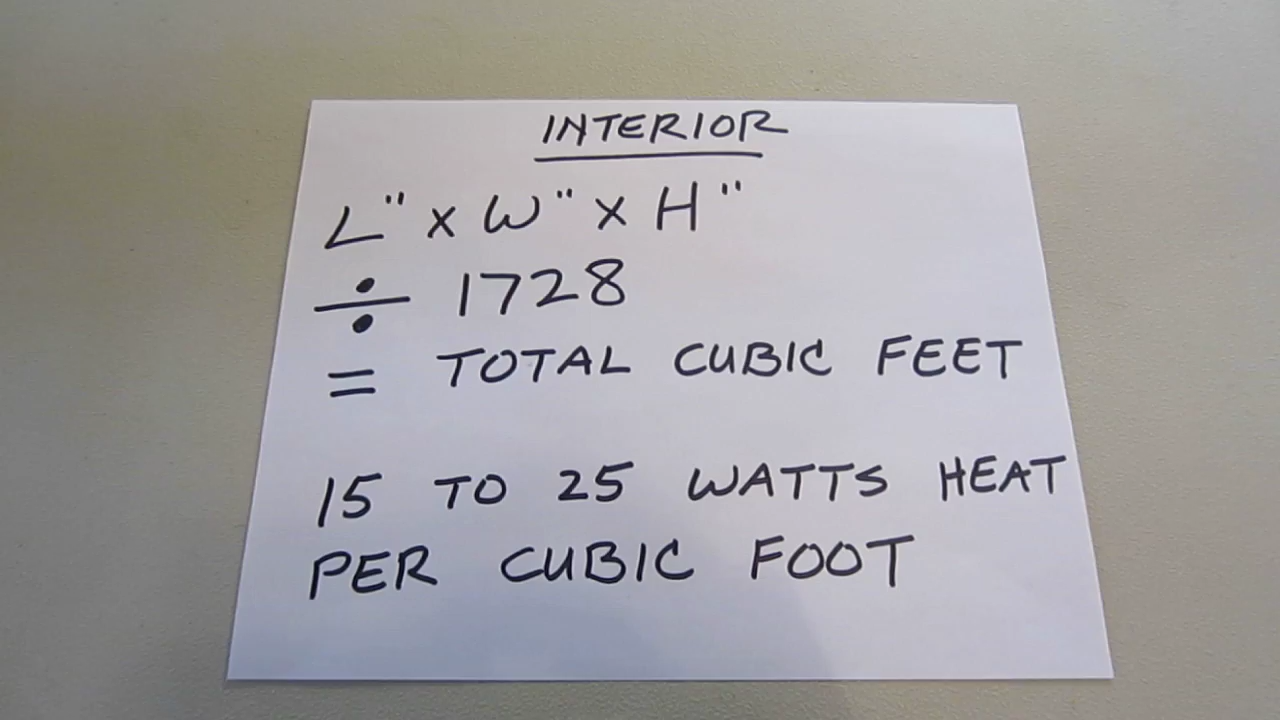 INTERIOR
L" x W" x H"
÷ 1728
= TOTAL CUBIC FEET
15 TO 25 WATTS HEAT
PER CUBIC FOOT